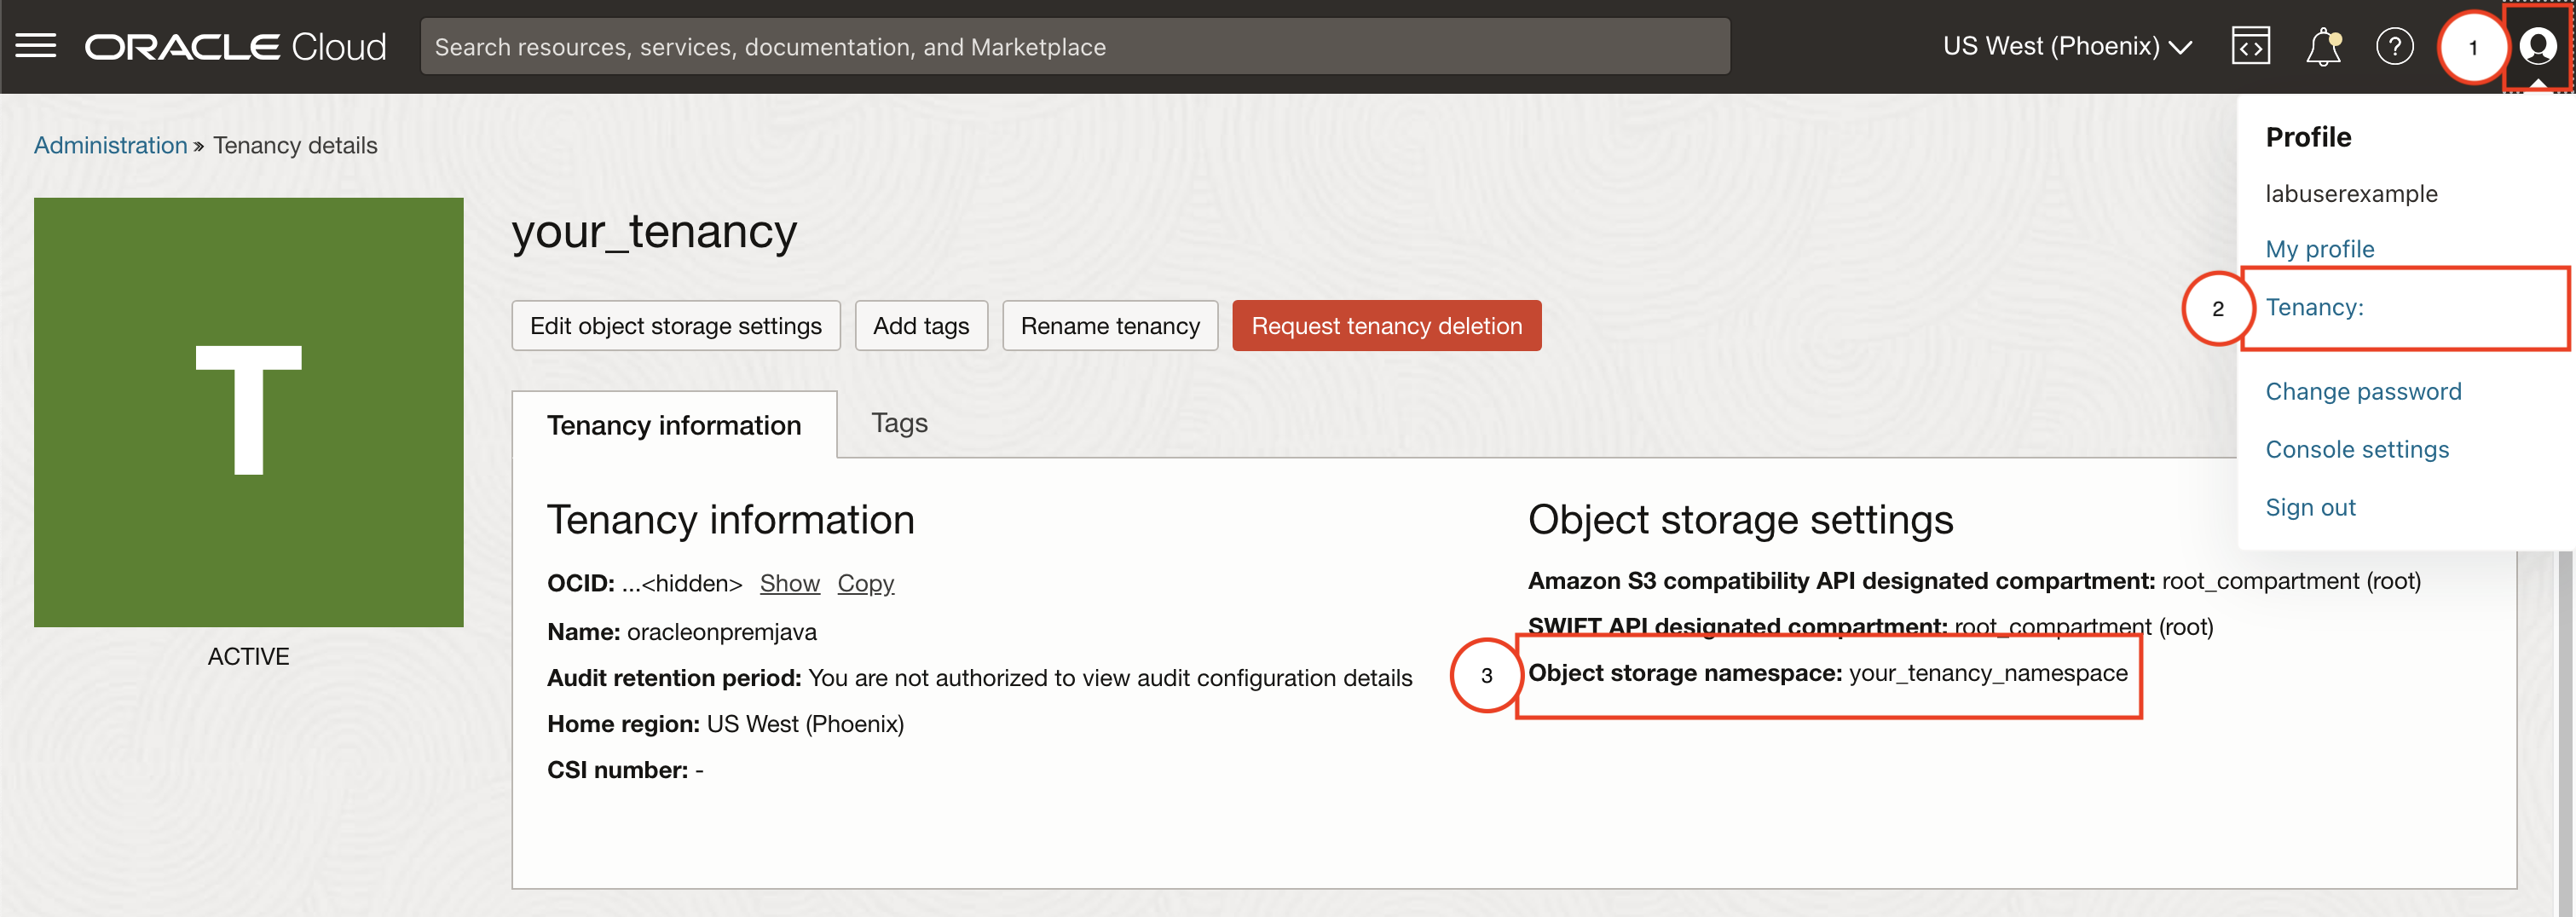 ORACLE Cloud
Search resources, services, documentation, and Marketplace
US West (Phoenix)
?
1
Administration » Tenancy details
Profile
labuserexample
My profile
2
Tenancy:
Change password
Console settings
Sign out
T
ACTIVE
your_tenancy
Edit object storage settings
Add tags
Rename tenancy
Request tenancy deletion
Tenancy information
Tags
Tenancy information
OCID: ...<hidden> Show Copy
Name: oracleonpremjava
Audit retention period: You are not authorized to view audit configuration details
Home region: US West (Phoenix)
CSI number: -
Object storage settings
Amazon S3 compatibility API designated compartment: root_compartment (root)
SWIFT API designated compartment: root_compartment (root)
3
Object storage namespace: your_tenancy_namespace